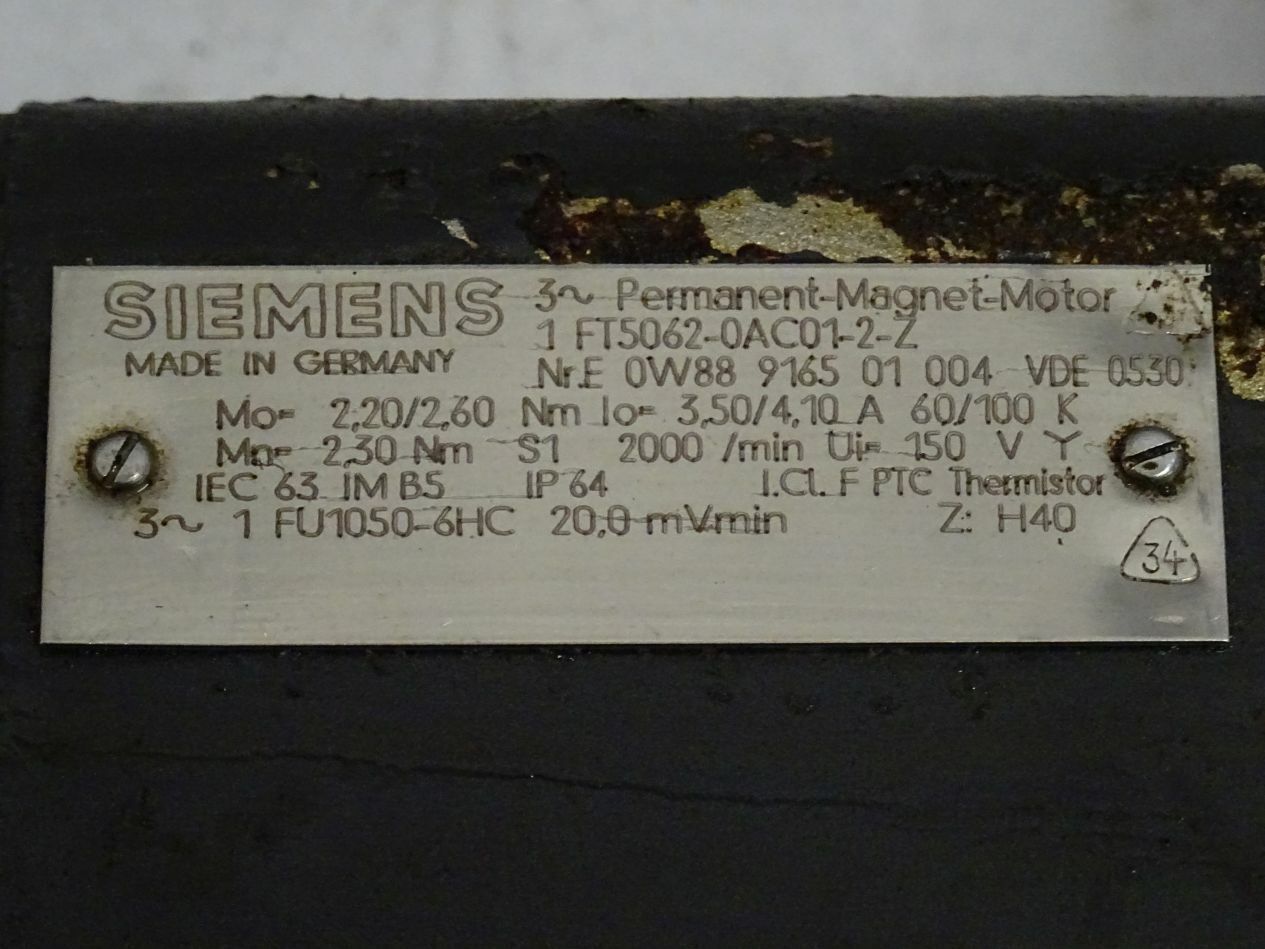 SIEMENS 3~ Permanent-Magnet-Motor
1 FT5062-0AC01-2-Z
MADE IN GERMANY Nr.E 0W88 9165 01 004 VDE 0530
Mo= 2,20/2,60 Nm Io= 3,50/4,10 A 60/100 K
Mn= 2,30 Nm S1 2000 /min Ui= 150 V Y
IEC 63 IM B5 IP 64 I.Cl. F PTC Thermistor
3~ 1 FU1050-6HC 20,0 mVmin Z: H40
34